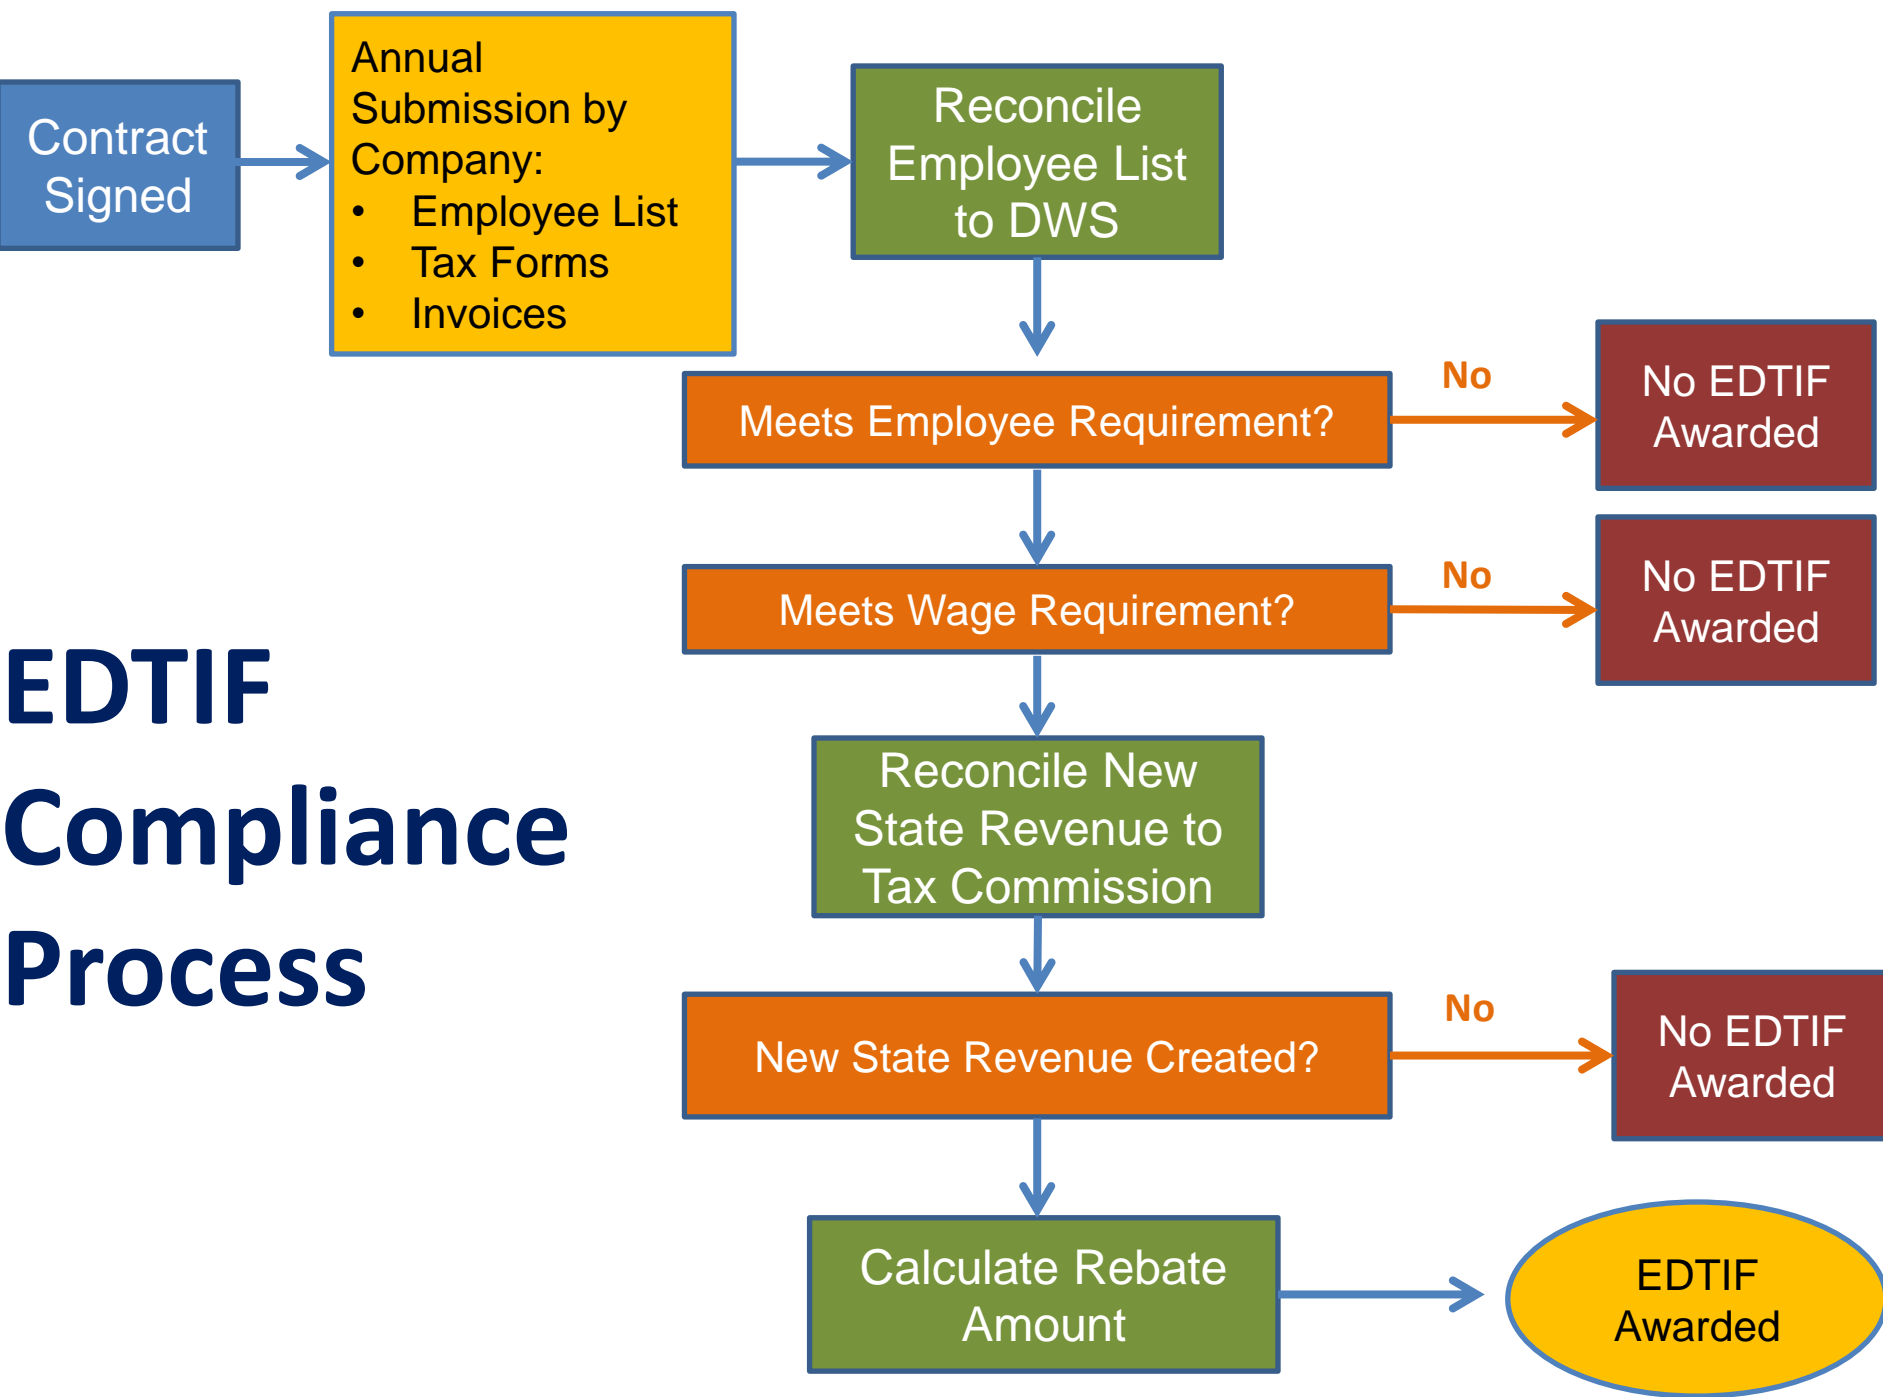 Contract
Signed
Annual
Submission by
Company:
• Employee List
• Tax Forms
• Invoices
Reconcile
Employee List
to DWS
Meets Employee Requirement?
No
No EDTIF
Awarded
Meets Wage Requirement?
No
No EDTIF
Awarded
EDTIF
Compliance
Process
Reconcile New
State Revenue to
Tax Commission
New State Revenue Created?
No
No EDTIF
Awarded
Calculate Rebate
Amount
EDTIF
Awarded